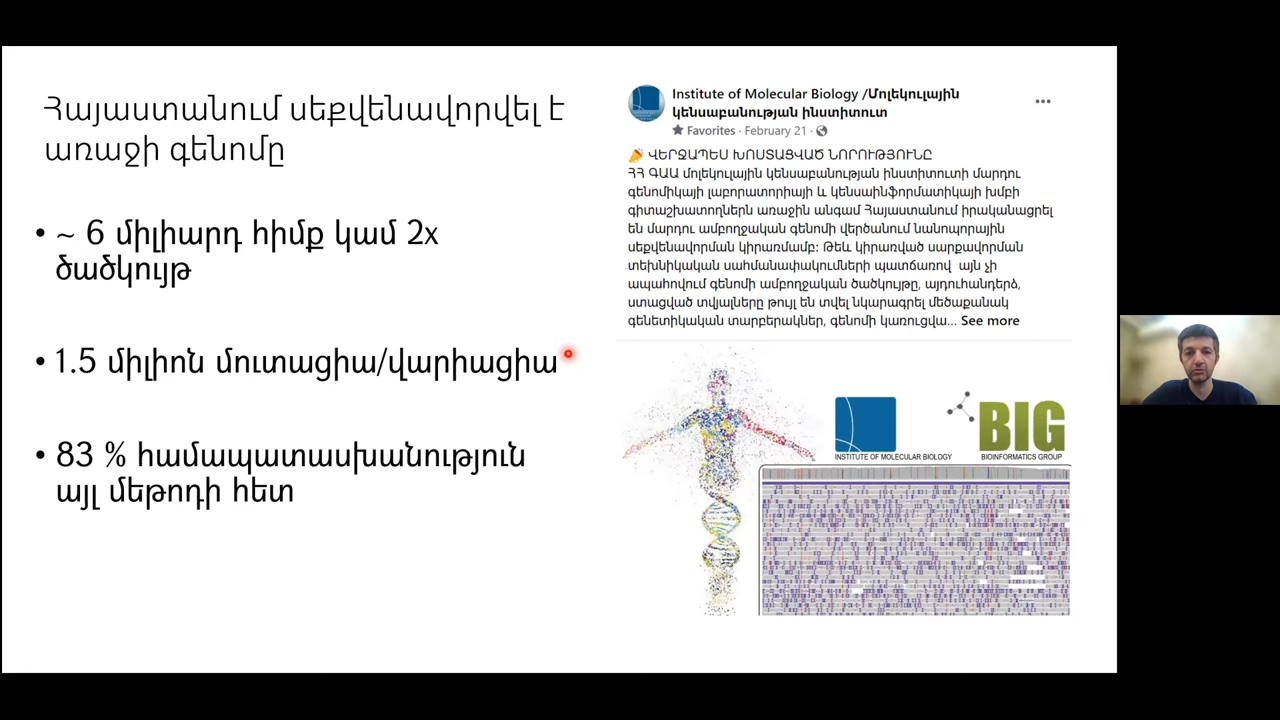 Հայաստանում սեքվենավորվել է
առաջի գենոմը
• ~ 6 միլիարդ հիմք կամ 2x
ծածկույթ
• 1.5 միլիոն մուտացիա/վարիացիա
• 83 % համապատասխանություն
այլ մեթոդի հետ
Institute of Molecular Biology /Մոլեկուլային
կենսաբանության ինստիտուտ
Favorites · February 21 ·
ՎԵՐՋԱՊԵՍ ԽՈՍՏԱՑՎԱԾ ՆՈՐՈՒԹՅՈՒՆԸ
ՀՀ ԳԱԱ մոլեկուլային կենսաբանության ինստիտուտի մարդու
գենոմիկայի լաբորատորիայի և կենսաինֆորմատիկայի խմբի
գիտաշխատողներն առաջին անգամ Հայաստանում իրականացրել
են մարդու ամբողջական գենոմի վերծանում նանոպորային
սեքվենավորման կիրառմամբ: Թեև կիրառված սարքավորման
տեխնիկական սահմանափակումների պատճառով այն չի
ապահովում գենոմի ամբողջական ծածկույթը, այդուհանդերձ,
ստացված տվյալները թույլ են տվել նկարագրել մեծաքանակ
գենետիկական տարբերակներ, գենոմի կառուցվա... See more
INSTITUTE OF MOLECULAR BIOLOGY
BIG
BIOINFORMATICS GROUP